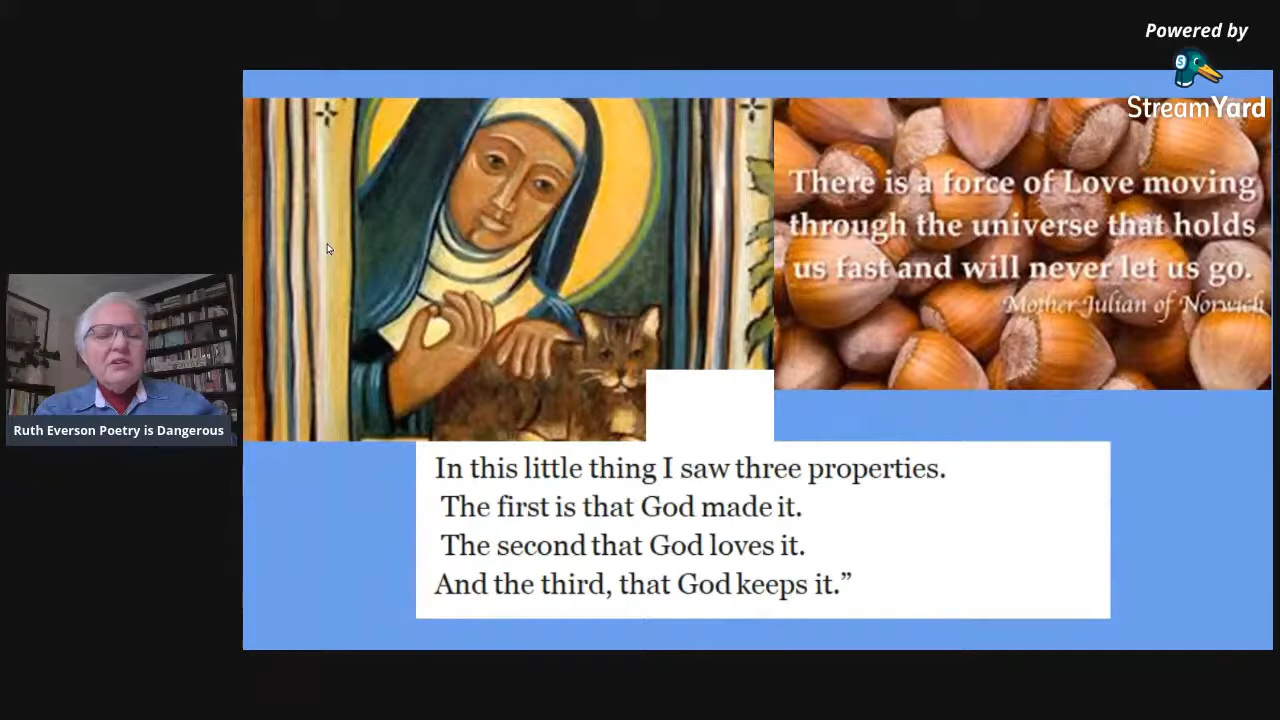 Powered by
StreamYard
There is a force of Love moving
through the universe that holds
us fast and will never let us go.
Mother Julian of Norwich
Ruth Everson Poetry is Dangerous
In this little thing I saw three properties.
The first is that God made it.
The second that God loves it.
And the third, that God keeps it.”